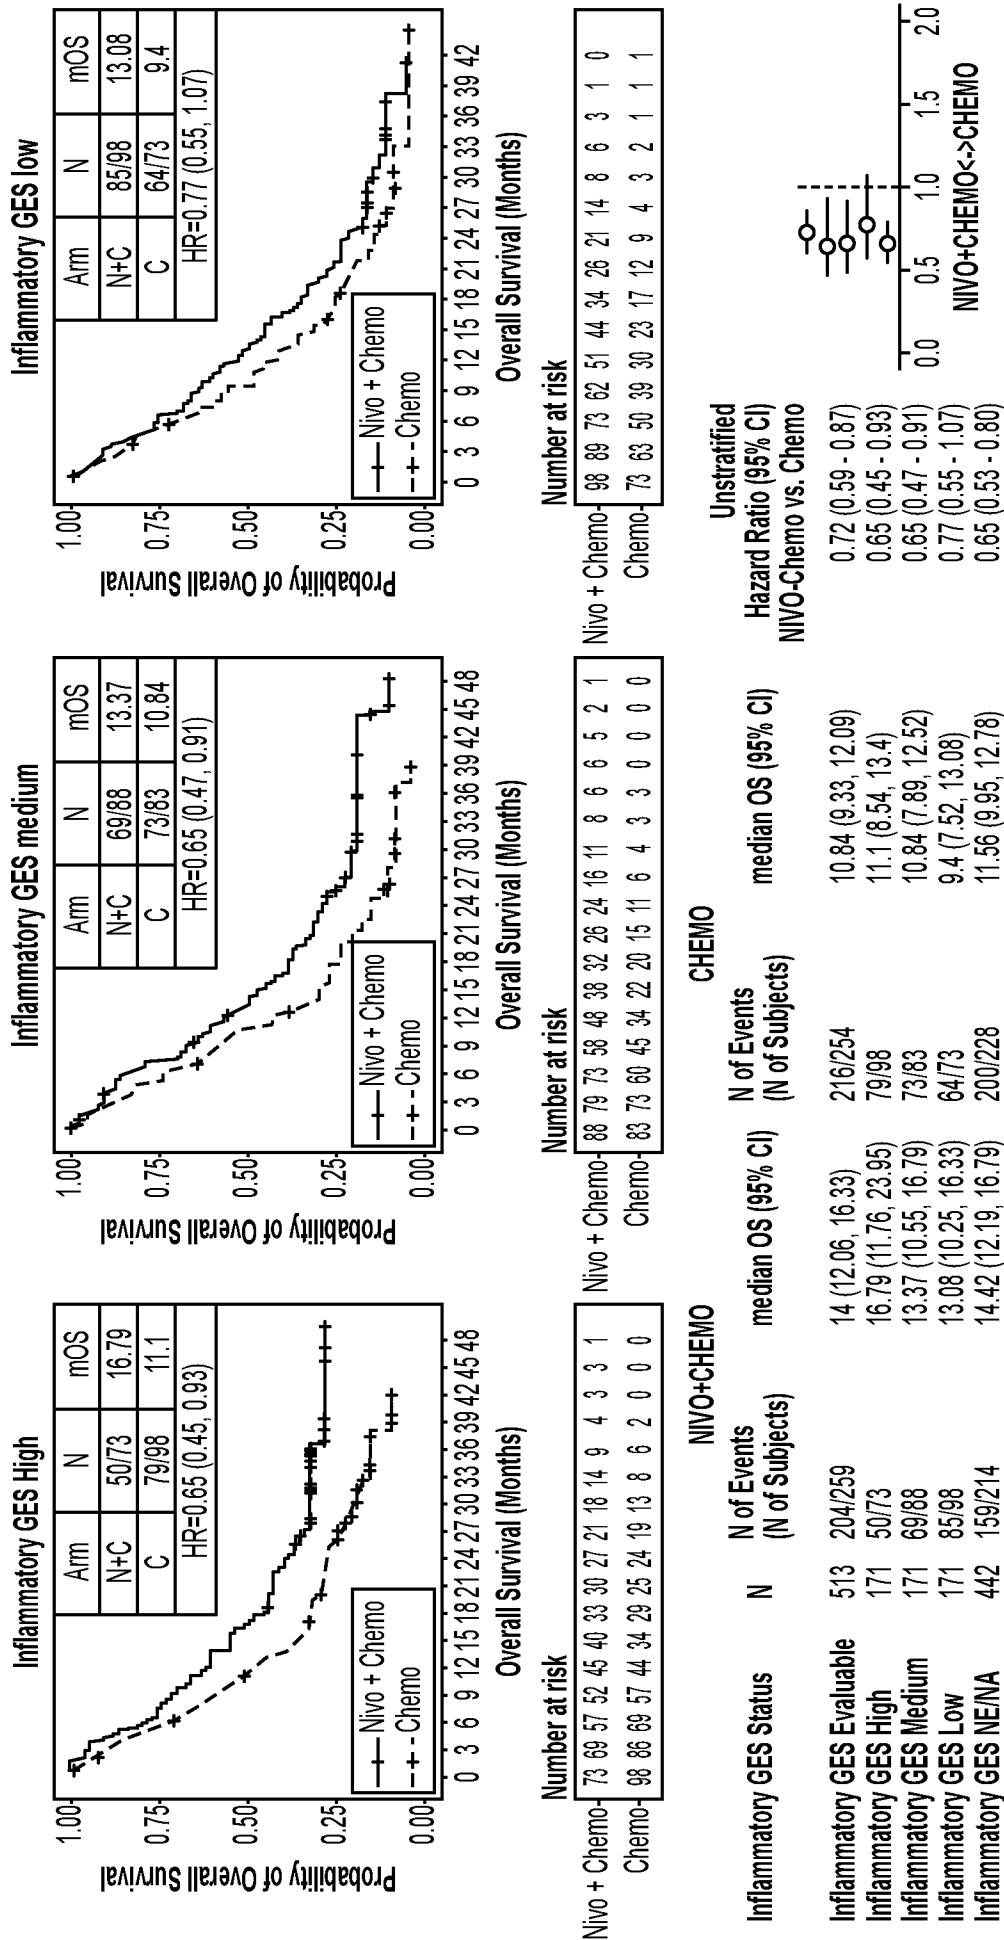 Inflammatory GES High
Arm N mOS
N+C 50/73 16.79
C 79/98 11.1
HR=0.65 (0.45, 0.93)
Probability of Overall Survival
1.00
0.75
0.50
0.25
0.00
Nivo + Chemo
Chemo
0 3 6 9 12 15 18 21 24 27 30 33 36 39 42 45 48
Overall Survival (Months)
Number at risk
Nivo + Chemo 73 69 57 52 45 40 33 30 27 21 18 14 9 4 3 3 1
Chemo 98 86 69 57 44 34 29 25 24 19 13 8 6 2 0 0 0
Inflammatory GES medium
Arm N mOS
N+C 69/88 13.37
C 73/83 10.84
HR=0.65 (0.47, 0.91)
Probability of Overall Survival
1.00
0.75
0.50
0.25
0.00
Nivo + Chemo
Chemo
0 3 6 9 12 15 18 21 24 27 30 33 36 39 42 45 48
Overall Survival (Months)
Number at risk
Nivo + Chemo 88 79 73 58 48 38 32 26 24 16 11 8 6 6 5 2 1
Chemo 83 73 60 45 34 22 20 15 11 6 4 3 3 0 0 0 0
Inflammatory GES low
Arm N mOS
N+C 85/98 13.08
C 64/73 9.4
HR=0.77 (0.55, 1.07)
Probability of Overall Survival
1.00
0.75
0.50
0.25
0.00
Nivo + Chemo
Chemo
0 3 6 9 12 15 18 21 24 27 30 33 36 39 42
Overall Survival (Months)
Number at risk
Nivo + Chemo 98 89 73 62 51 44 34 26 21 14 8 6 3 1 0
Chemo 73 63 50 39 30 23 17 12 9 4 3 2 1 1 1
NIVO+CHEMO CHEMO
Unstratified
Inflammatory GES Status N N of Events median OS (95% CI) N of Events median OS (95% CI) Hazard Ratio (95% CI)
(N of Subjects) (N of Subjects) NIVO-Chemo vs. Chemo
Inflammatory GES Evaluable 513 204/259 14 (12.06, 16.33) 216/254 10.84 (9.33, 12.09) 0.72 (0.59 - 0.87)
Inflammatory GES High 171 50/73 16.79 (11.76, 23.95) 79/98 11.1 (8.54, 13.4) 0.65 (0.45 - 0.93)
Inflammatory GES Medium 171 69/88 13.37 (10.55, 16.79) 73/83 10.84 (7.89, 12.52) 0.65 (0.47 - 0.91)
Inflammatory GES Low 171 85/98 13.08 (10.25, 16.33) 64/73 9.4 (7.52, 13.08) 0.77 (0.55 - 1.07)
Inflammatory GES NE/NA 442 159/214 14.42 (12.19, 16.79) 200/228 11.56 (9.95, 12.78) 0.65 (0.53 - 0.80)
0.0 0.5 1.0 1.5 2.0
NIVO+CHEMO<->CHEMO